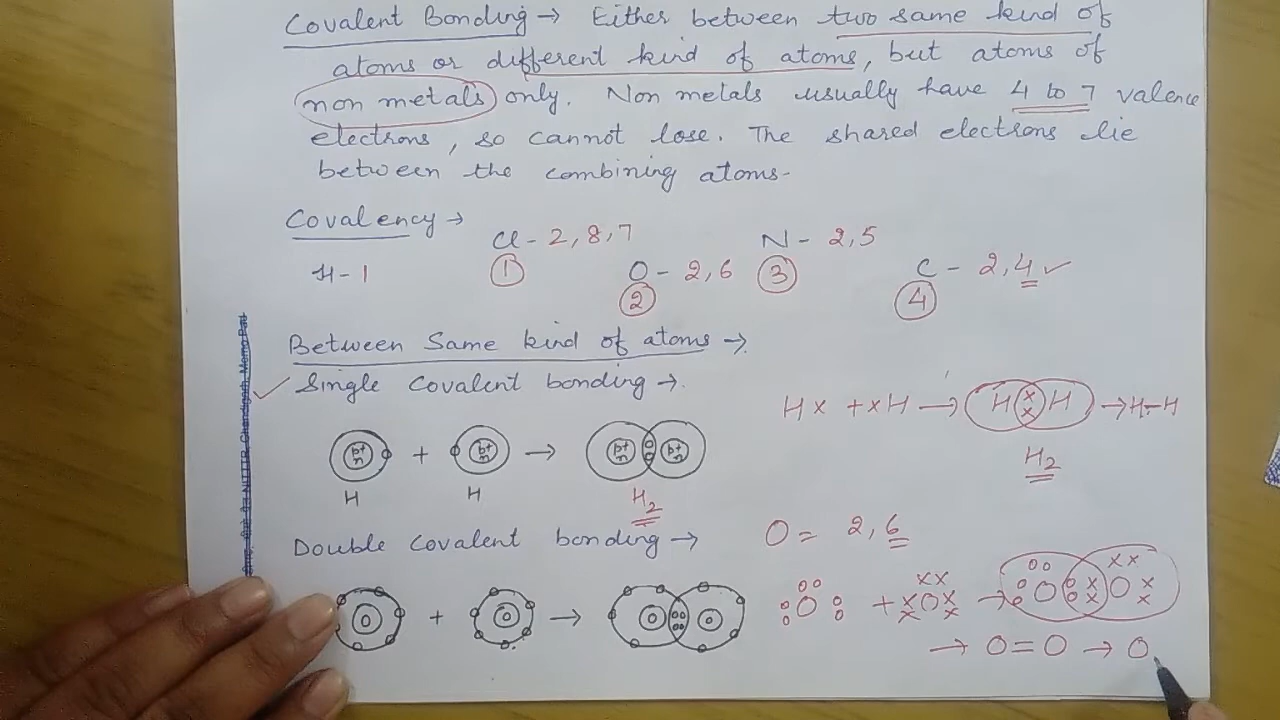 Covalent Bonding → Either between two same kind of
atoms or different kind of atoms, but atoms of
non metals only. Non metals usually have 4 to 7 valence
electrons, so cannot lose. The shared electrons lie
between the combining atoms-
Covalency →
H-1
Cl- 2,8,7
①
O- 2,6
②
N- 2,5
③
C- 2,4 ✓
④
Between Same kind of atoms →
✓ Single Covalent bonding →
p+ n + p+ n → p+ n p+ n
H H H2
H x + x H → H x x H → H-H
H2
Double Covalent bonding → O = 2,6
O + O → O O
O + O → O O
→ O=O → O